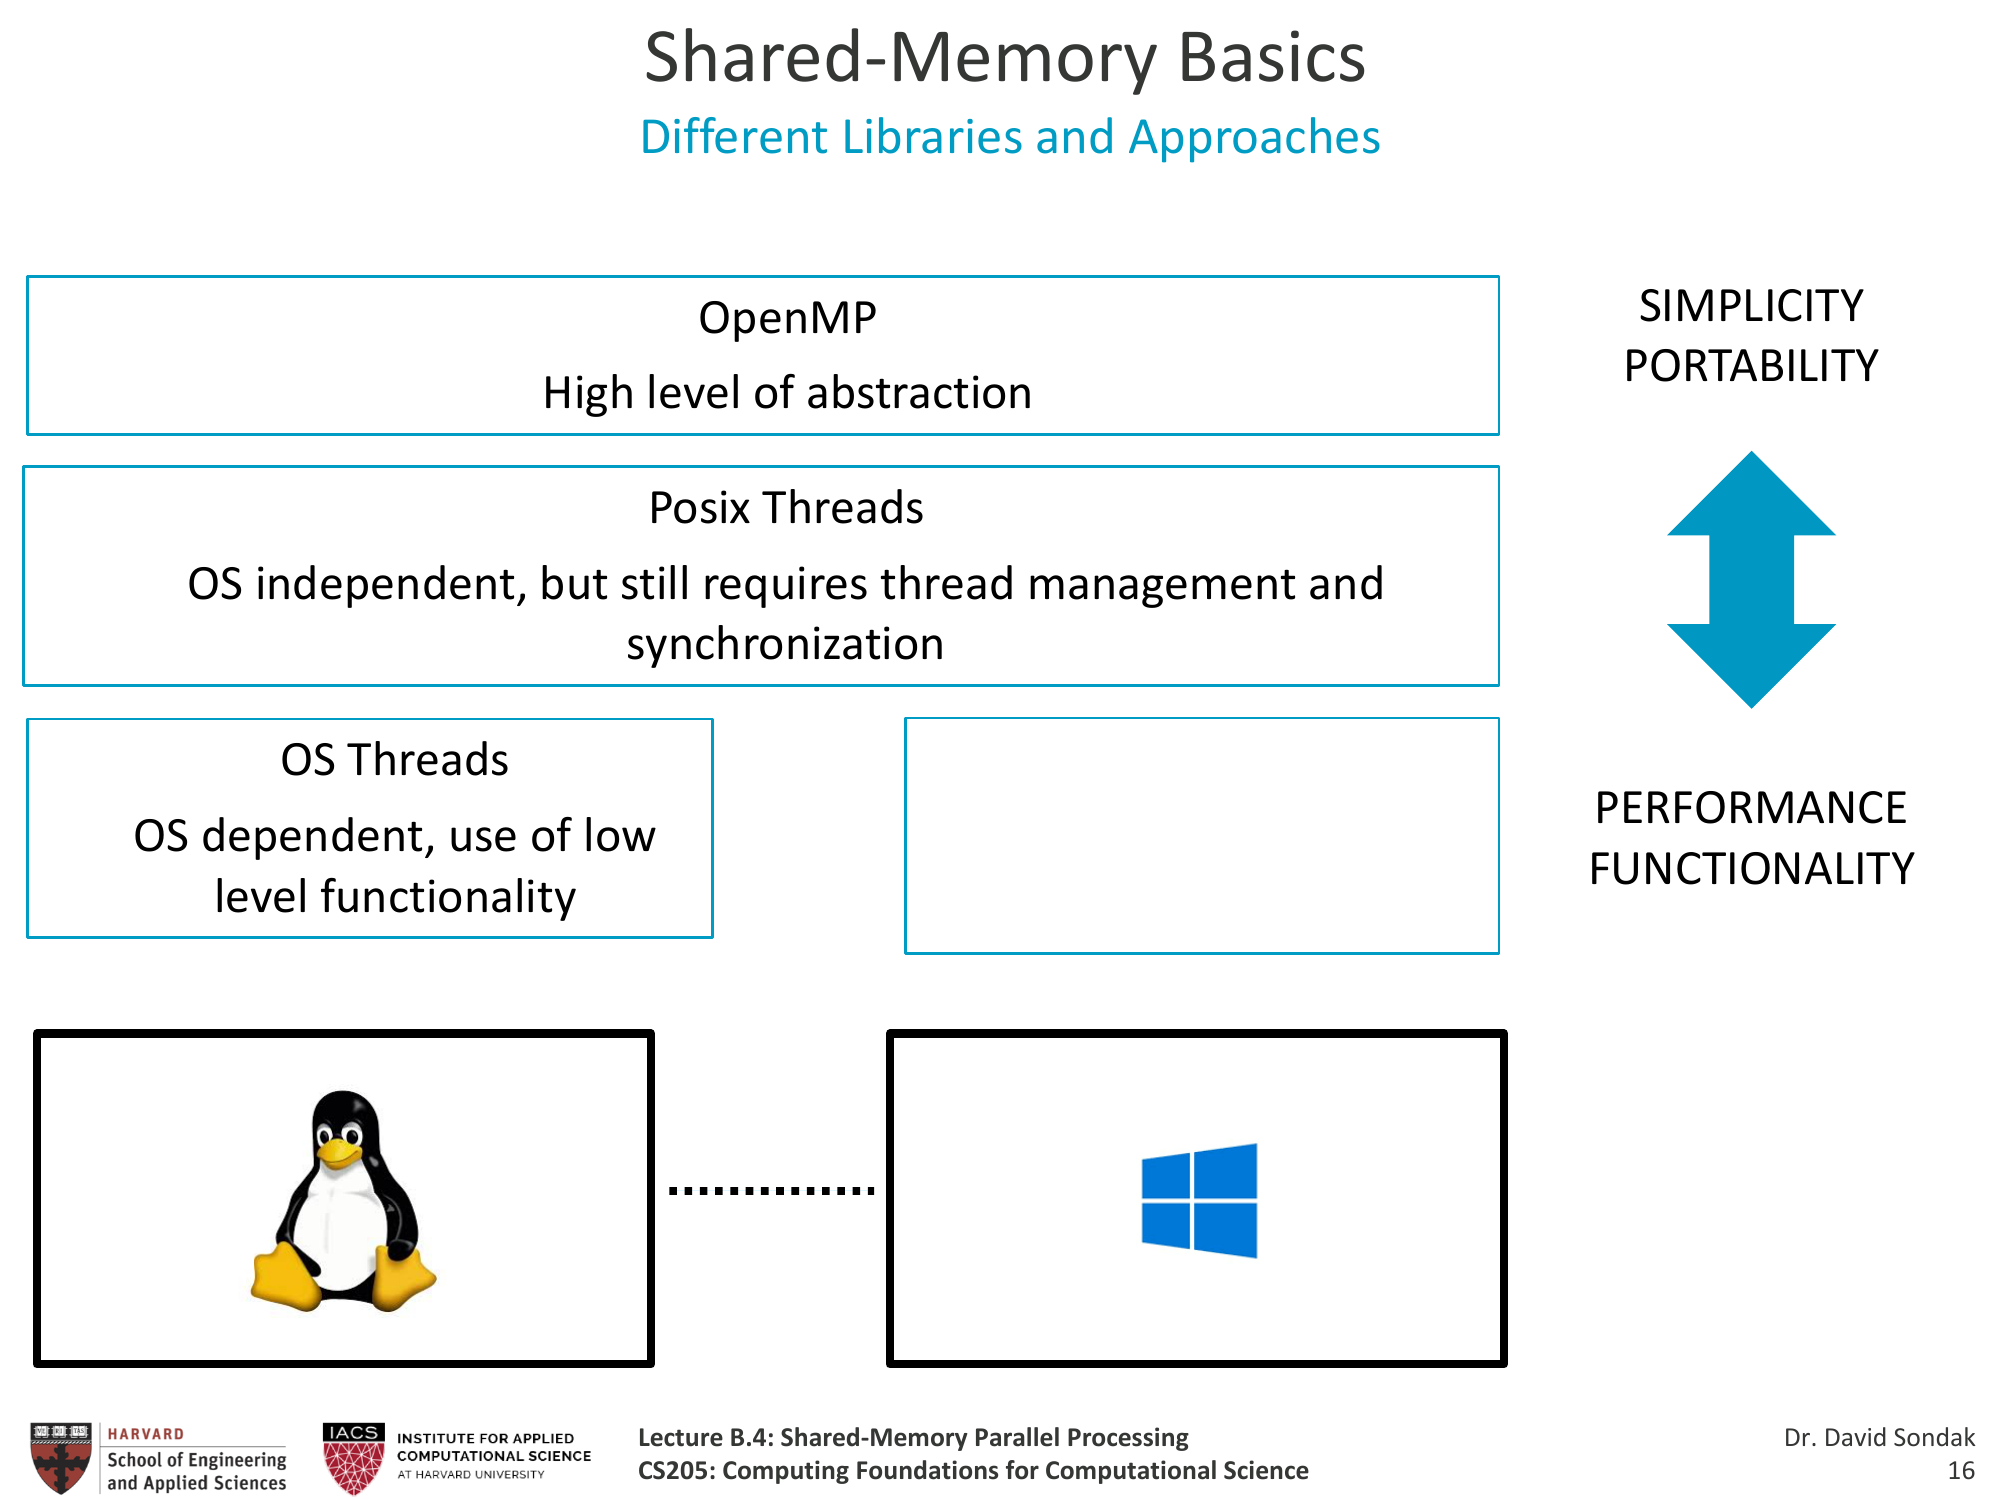 Shared-Memory Basics
Different Libraries and Approaches
OpenMP
High level of abstraction
SIMPLICITY
PORTABILITY
Posix Threads
OS independent, but still requires thread management and
synchronization
OS Threads
OS dependent, use of low
level functionality
PERFORMANCE
FUNCTIONALITY
HARVARD
School of Engineering
and Applied Sciences
IACS
INSTITUTE FOR APPLIED
COMPUTATIONAL SCIENCE
AT HARVARD UNIVERSITY
Lecture B.4: Shared-Memory Parallel Processing
CS205: Computing Foundations for Computational Science
Dr. David Sondak
16